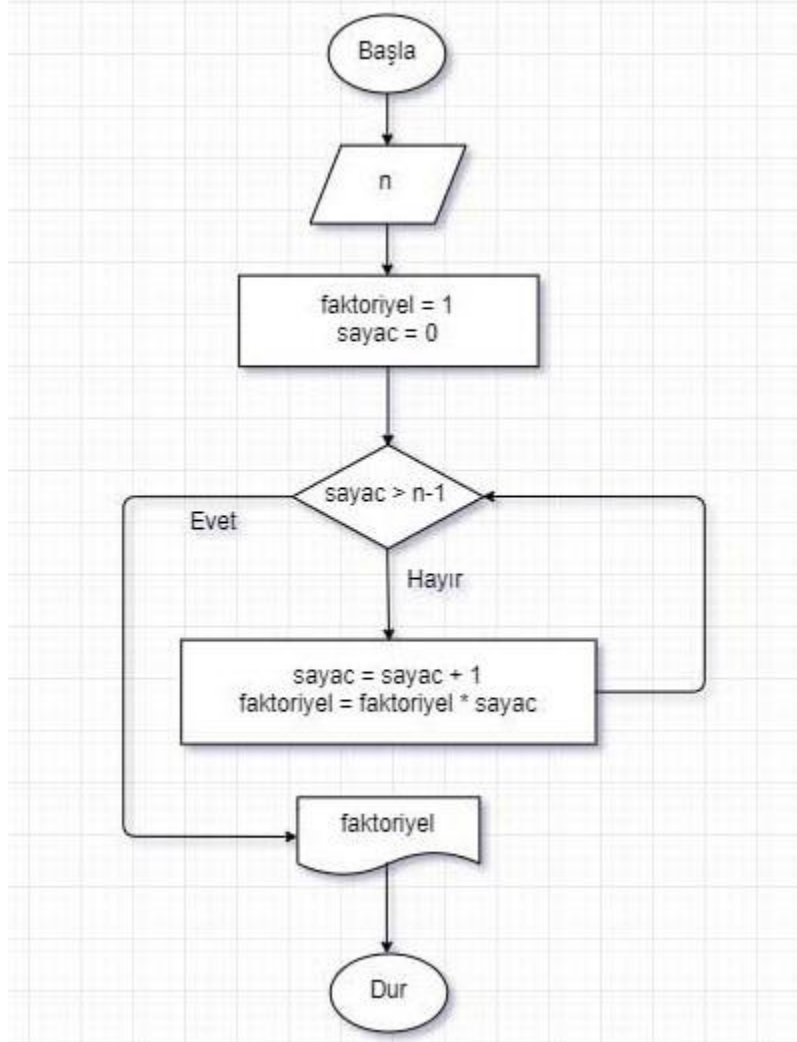 Başla
n
faktoriyel = 1
sayac = 0
sayac > n-1
Evet
Hayır
sayac = sayac + 1
faktoriyel = faktoriyel * sayac
faktoriyel
Dur